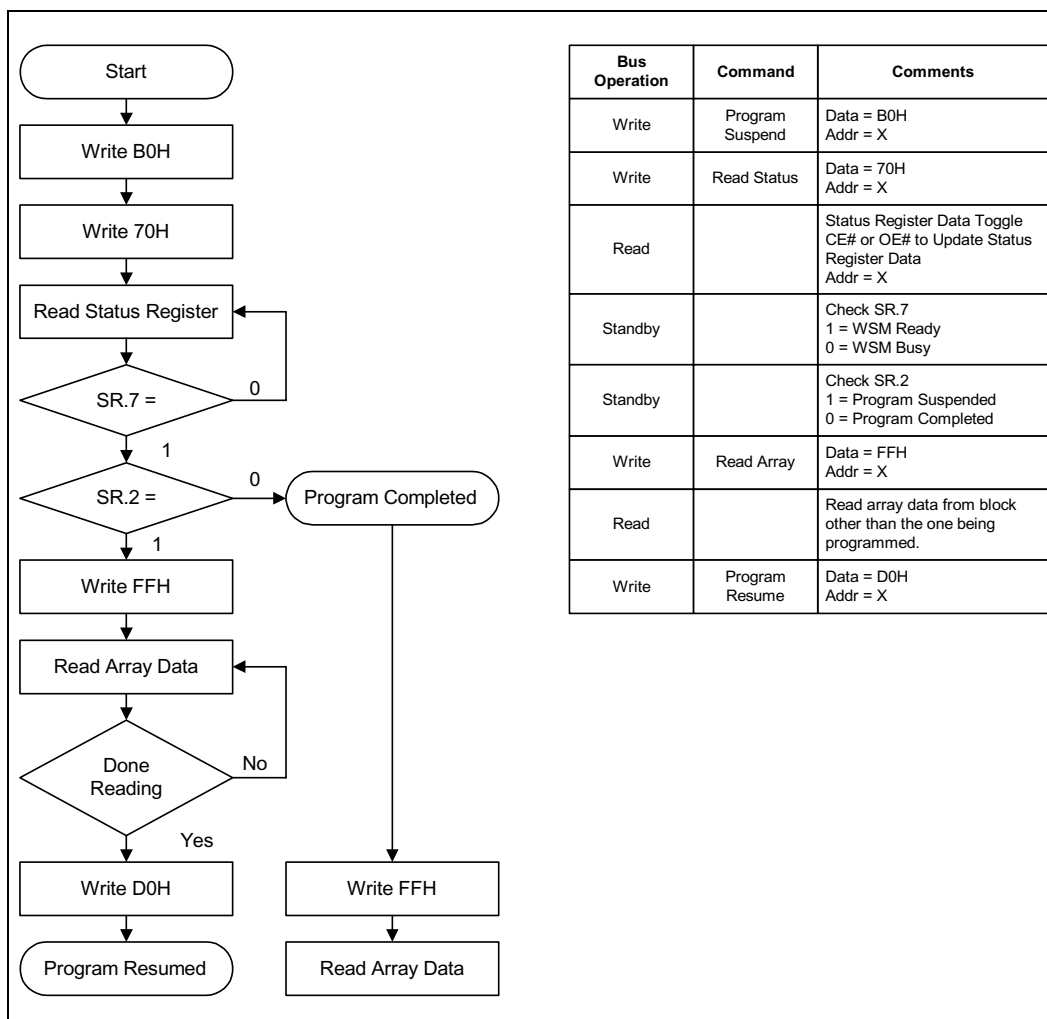 Start
Write B0H
Write 70H
Read Status Register
SR.7 =
0
1
SR.2 =
0
Program Completed
1
Write FFH
Read Array Data
Done
Reading
No
Yes
Write D0H
Write FFH
Program Resumed
Read Array Data
Bus
Operation
Command
Comments
Write
Program
Suspend
Data = B0H
Addr = X
Write
Read Status
Data = 70H
Addr = X
Read
Status Register Data Toggle
CE# or OE# to Update Status
Register Data
Addr = X
Standby
Check SR.7
1 = WSM Ready
0 = WSM Busy
Standby
Check SR.2
1 = Program Suspended
0 = Program Completed
Write
Read Array
Data = FFH
Addr = X
Read
Read array data from block
other than the one being
programmed.
Write
Program
Resume
Data = D0H
Addr = X